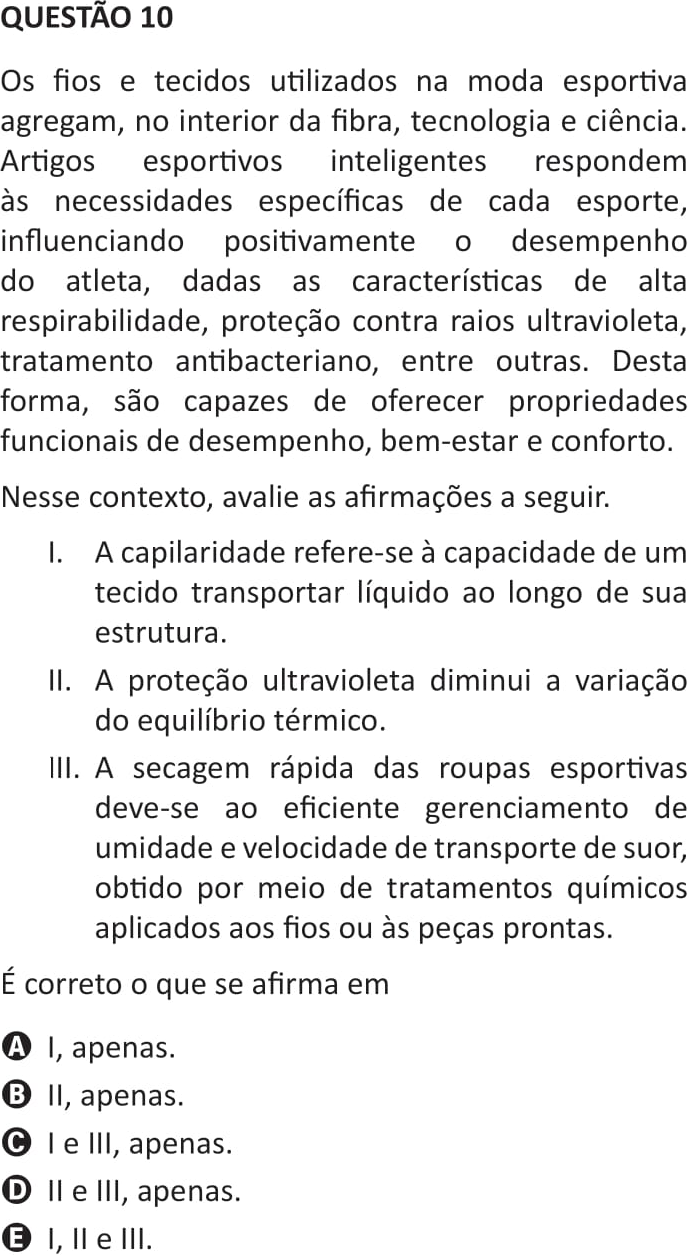 QUESTÃO 10
Os fios e tecidos utilizados na moda esportiva
agregam, no interior da fibra, tecnologia e ciência.
Artigos esportivos inteligentes respondem
às necessidades específicas de cada esporte,
influenciando positivamente o desempenho
do atleta, dadas as características de alta
respirabilidade, proteção contra raios ultravioleta,
tratamento antibacteriano, entre outras. Desta
forma, são capazes de oferecer propriedades
funcionais de desempenho, bem-estar e conforto.
Nesse contexto, avalie as afirmações a seguir.
I. A capilaridade refere-se à capacidade de um
tecido transportar líquido ao longo de sua
estrutura.
II. A proteção ultravioleta diminui a variação
do equilíbrio térmico.
III. A secagem rápida das roupas esportivas
deve-se ao eficiente gerenciamento de
umidade e velocidade de transporte de suor,
obtido por meio de tratamentos químicos
aplicados aos fios ou às peças prontas.
É correto o que se afirma em
A I, apenas.
B II, apenas.
C I e III, apenas.
D II e III, apenas.
E I, II e III.